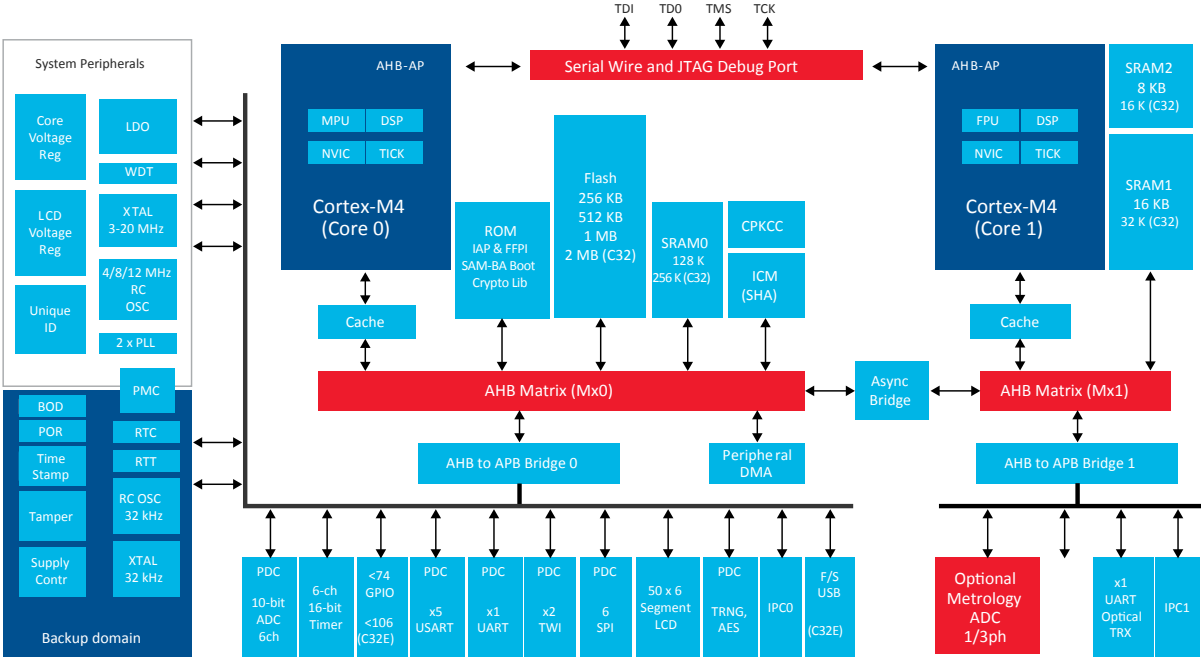 TDI TD0 TMS TCK
System Peripherals
Core
Voltage
Reg
LDO
WDT
LCD
Voltage
Reg
XTAL
3-20 MHz
4/8/12 MHz
RC
OSC
Unique
ID
2 x PLL
PMC
BOD
POR
RTC
Time
Stamp
RTT
Tamper
RC OSC
32 kHz
Supply
Contr
XTAL
32 kHz
Backup domain
AHB-AP
MPU DSP
NVIC TICK
Cortex-M4
(Core 0)
Serial Wire and JTAG Debug Port
AHB-AP
FPU DSP
NVIC TICK
Cortex-M4
(Core 1)
SRAM2
8 KB
16 K (C32)
SRAM1
16 KB
32 K (C32)
ROM
IAP & FFPI
SAM-BA Boot
Crypto Lib
Flash
256 KB
512 KB
1 MB
2 MB (C32)
SRAM0
128 K
256 K (C32)
CPKCC
ICM
(SHA)
Cache
Cache
AHB Matrix (Mx0)
Async
Bridge
AHB Matrix (Mx1)
AHB to APB Bridge 0
Peripheral
DMA
AHB to APB Bridge 1
PDC
10-bit
ADC
6ch
6-ch
16-bit
Timer
<74
GPIO
<106
(C32E)
PDC
x5
USART
PDC
x1
UART
PDC
x2
TWI
PDC
6
SPI
50 x 6
Segment
LCD
PDC
TRNG,
AES
IPC0
F/S
USB
(C32E)
Optional
Metrology
ADC
1/3ph
x1
UART
Optical
TRX
IPC1